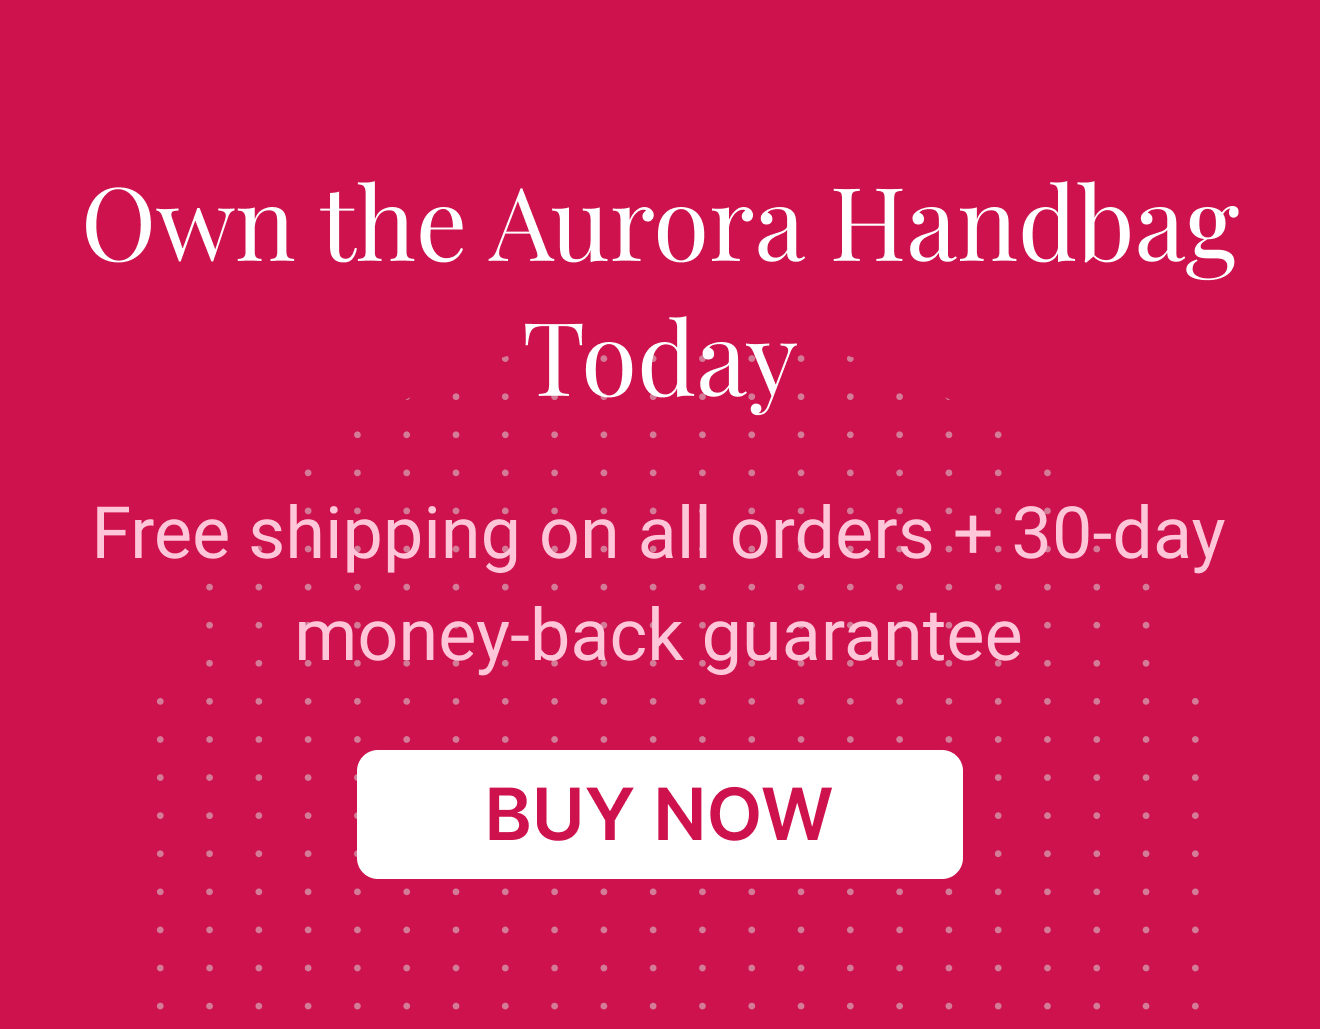 Own the Aurora Handbag
Today
Free shipping on all orders + 30-day
money-back guarantee
BUY NOW